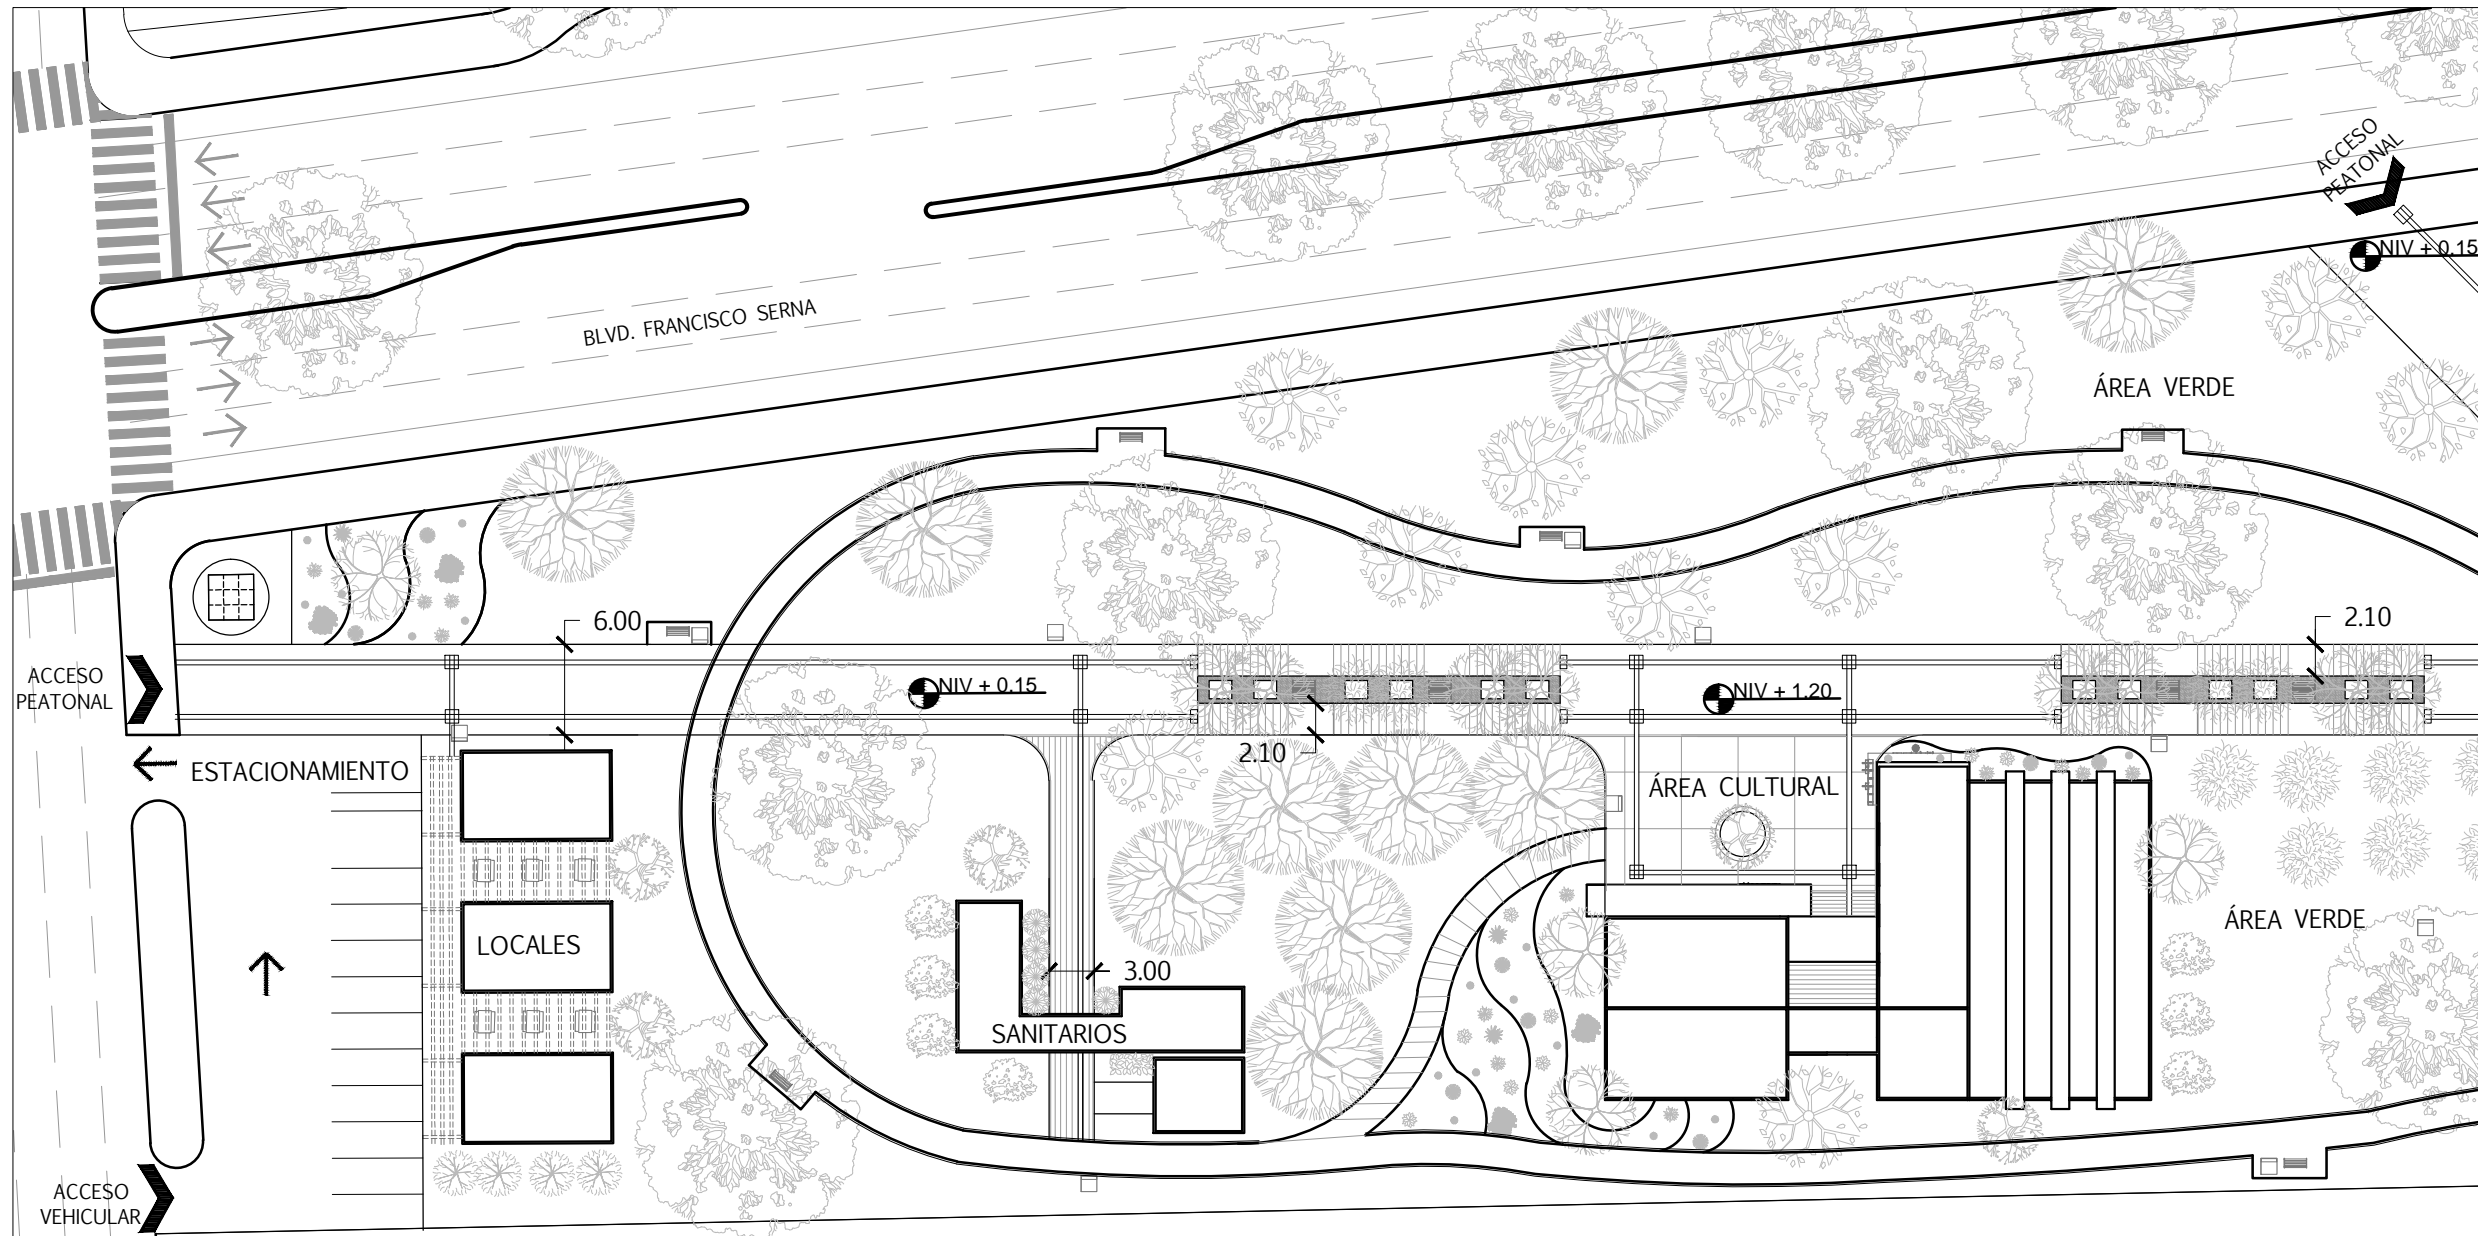 ACCESO
PEATONAL
NIV + 0.15
BLVD. FRANCISCO SERNA
ÁREA VERDE
6.00
2.10
ACCESO
PEATONAL
NIV + 0.15
NIV + 1.20
2.10
ESTACIONAMIENTO
ÁREA CULTURAL
LOCALES
ÁREA VERDE
3.00
SANITARIOS
ACCESO
VEHICULAR